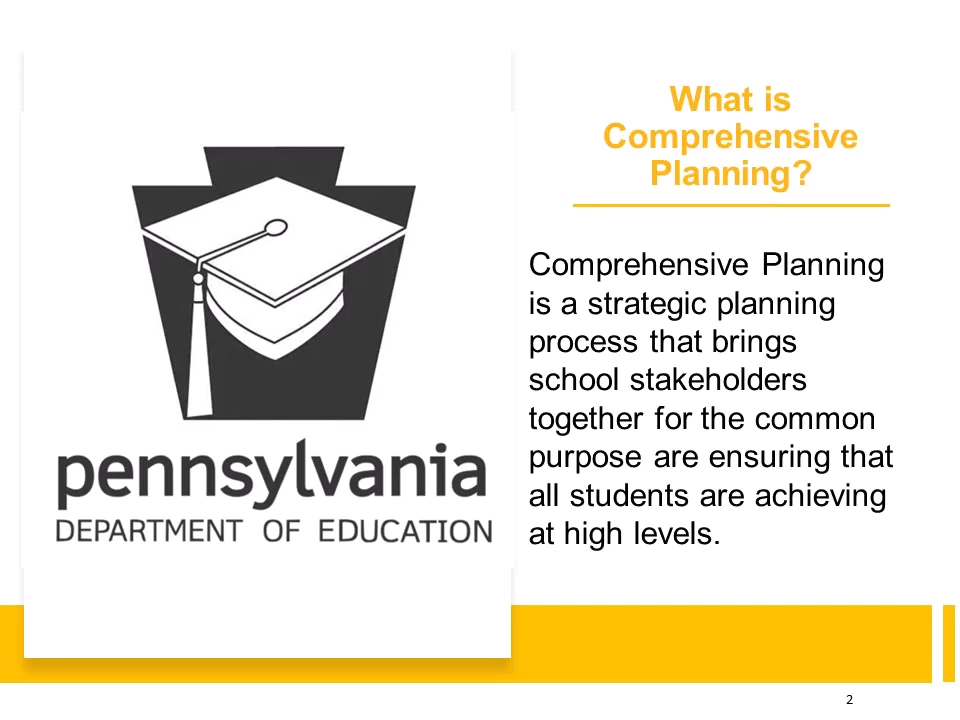 What is
Comprehensive
Planning?
Comprehensive Planning
is a strategic planning
process that brings
school stakeholders
together for the common
purpose are ensuring that
all students are achieving
at high levels.
pennsylvania
DEPARTMENT OF EDUCATION
2